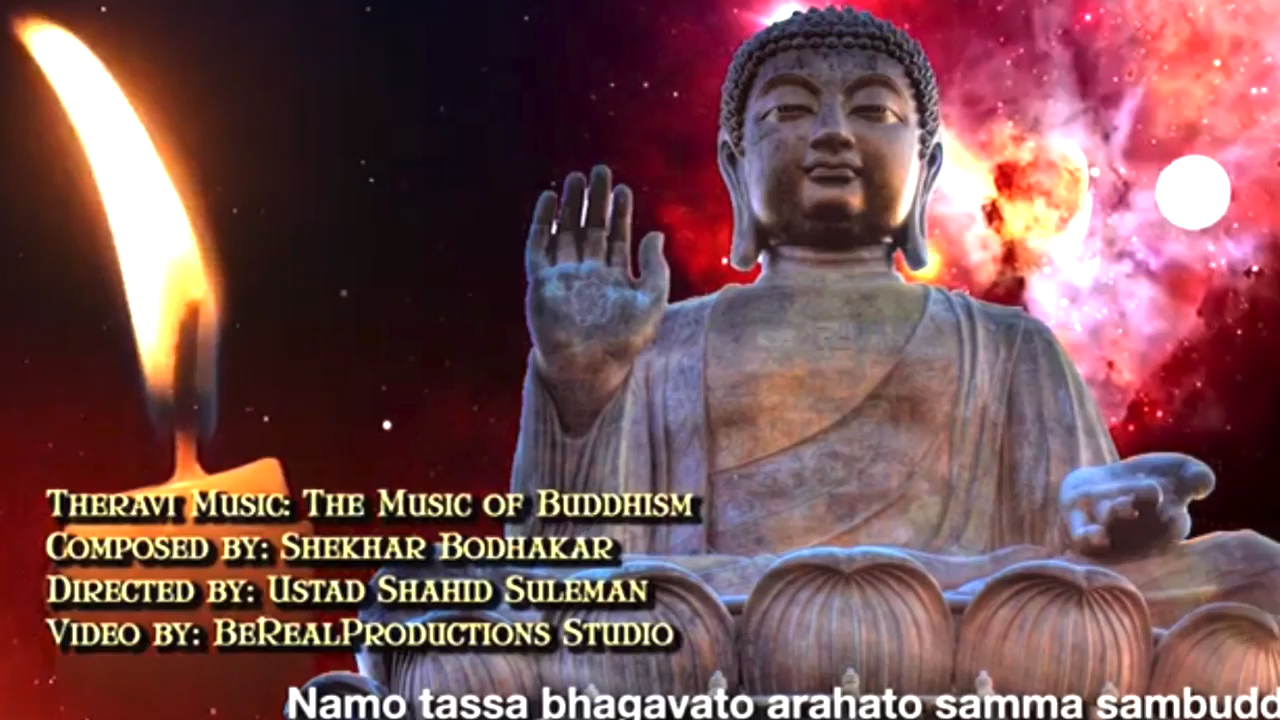 Theravi Music: The Music of Buddhism
Composed by: Shekhar Bodhakar
Directed by: Ustad Shahid Suleman
Video by: BeRealProductions Studio
Namo tassa bhagavato arahato samma sambudd